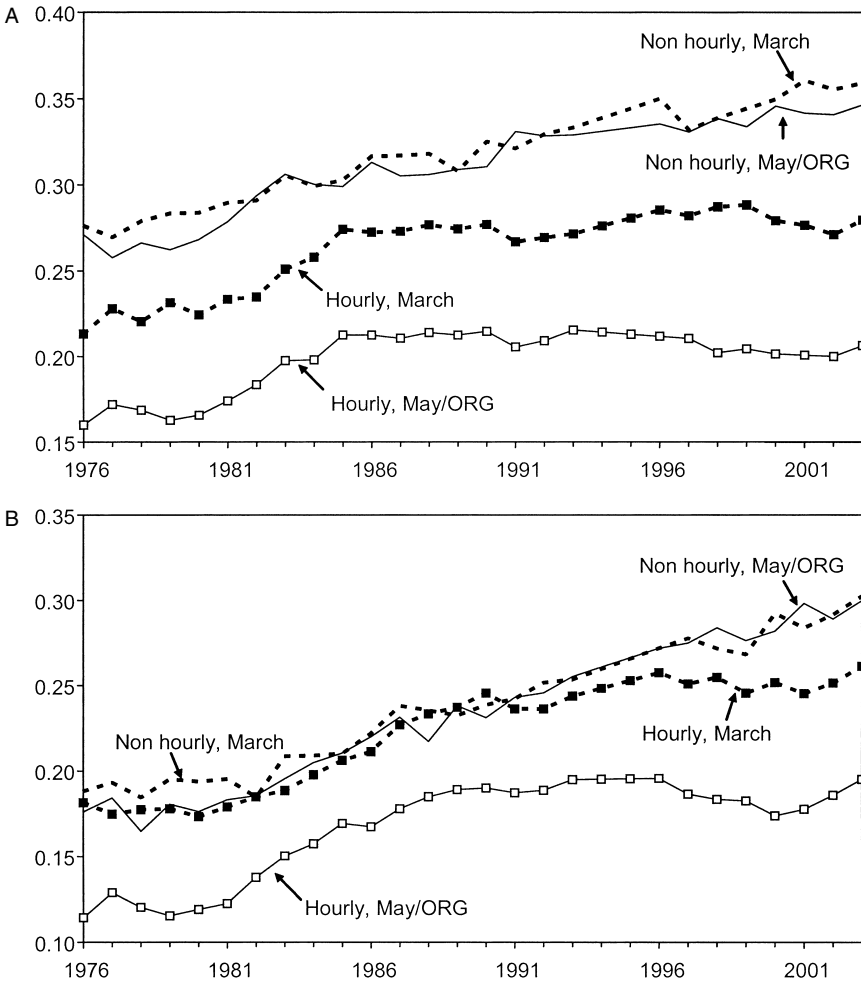 A
0.40
Non hourly, March
0.35
Non hourly, May/ORG
0.30
0.25
Hourly, March
0.20
Hourly, May/ORG
0.15
1976 1981 1986 1991 1996 2001
B
0.35
Non hourly, May/ORG
0.30
0.25
Non hourly, March
Hourly, March
0.20
0.15
Hourly, May/ORG
0.10
1976 1981 1986 1991 1996 2001